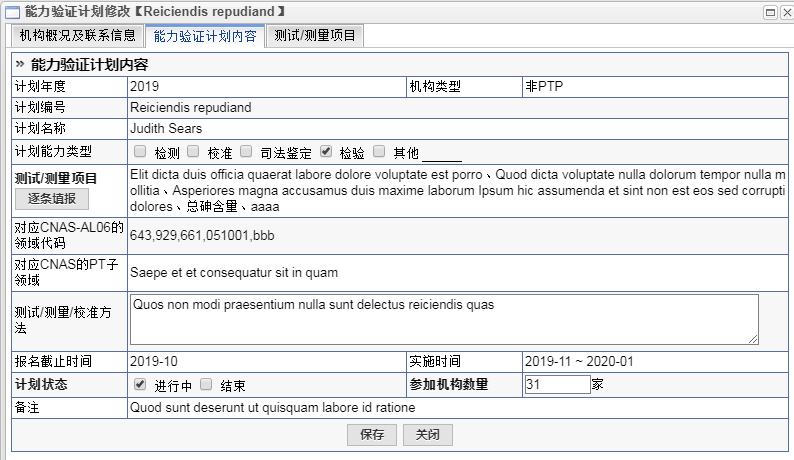 能力验证计划修改【Reiciendis repudiand】
机构概况及联系信息 能力验证计划内容 测试/测量项目
» 能力验证计划内容
计划年度 2019 机构类型 非PTP
计划编号 Reiciendis repudiand
计划名称 Judith Sears
计划能力类型 检测 校准 司法鉴定 检验 其他
测试/测量项目
逐条填报
Elit dicta duis officia quaerat labore dolore voluptate est porro、Quod dicta voluptate nulla dolorum tempor nulla m
ollitia、Asperiores magna accusamus duis maxime laborum Ipsum hic assumenda et sint non est eos sed corrupti
dolores、总砷含量、aaaa
对应CNAS-AL06的
领域代码
643,929,661,051001,bbb
对应CNAS的PT子
领域
Saepe et et consequatur sit in quam
测试/测量/校准方
法
Quos non modi praesentium nulla sunt delectus reiciendis quas
报名截止时间 2019-10 实施时间 2019-11 ~ 2020-01
计划状态 进行中 结束 参加机构数量 31 家
备注 Quod sunt deserunt ut quisquam labore id ratione
保存 关闭